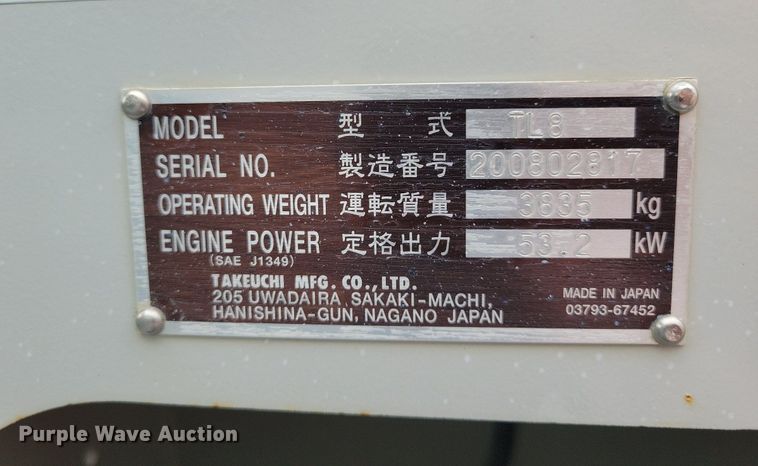 MODEL 型 式 TL8
SERIAL NO. 製造番号 200802817
OPERATING WEIGHT 運転質量 3835 kg
ENGINE POWER 定格出力 53.2 kW
(SAE J1349)
TAKEUCHI MFG. CO., LTD.
205 UWADAIRA SAKAKI-MACHI,
HANISHINA-GUN, NAGANO JAPAN
MADE IN JAPAN
03793-67452
Purple Wave Auction